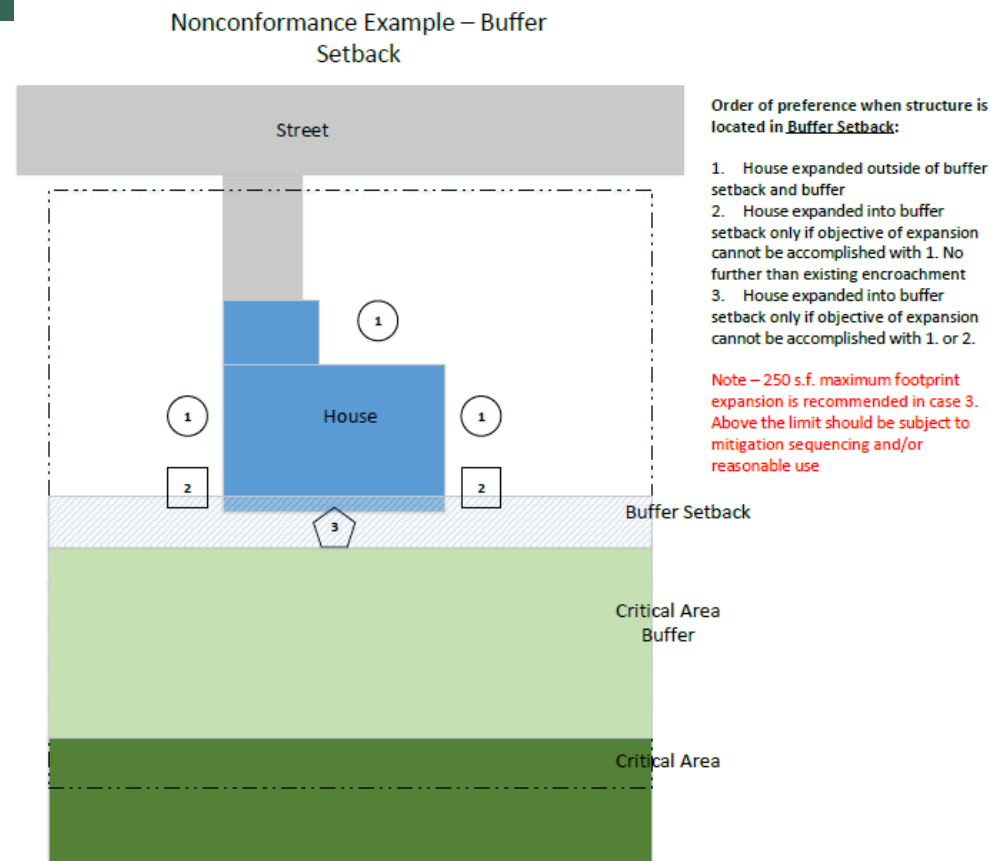 Nonconformance Example – Buffer
Setback
Street
Order of preference when structure is
located in Buffer Setback:
1. House expanded outside of buffer
setback and buffer
2. House expanded into buffer
setback only if objective of expansion
cannot be accomplished with 1. No
further than existing encroachment
3. House expanded into buffer
setback only if objective of expansion
cannot be accomplished with 1. or 2.
Note – 250 s.f. maximum footprint
expansion is recommended in case 3.
Above the limit should be subject to
mitigation sequencing and/or
reasonable use
1
1
House
1
2
2
3
Buffer Setback
Critical Area
Buffer
Critical Area